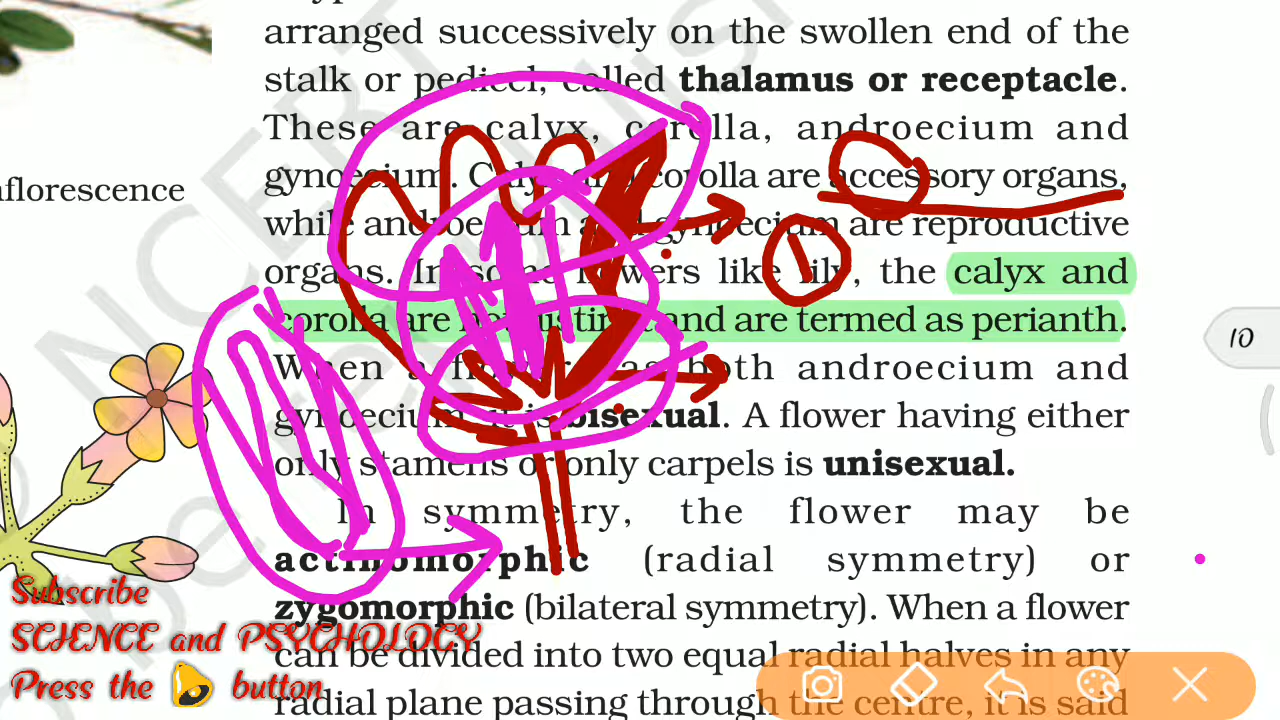 arranged successively on the swollen end of the
stalk or pedicel, called thalamus or receptacle.
These are calyx, corolla, androecium and
gynoecium. Calyx and corolla are accessory organs,
nflorescence
while androecium and gynoecium are reproductive
organs. In some flowers like lily, the calyx and
corolla are not distinct and are termed as perianth.
10
When a flower has both androecium and
gynoecium, it is bisexual. A flower having either
only stamens or only carpels is unisexual.
In symmetry, the flower may be
actinomorphic (radial symmetry) or
zygomorphic (bilateral symmetry). When a flower
can be divided into two equal radial halves in any
radial plane passing through the centre, it is said
Subscribe
SCIENCE and PSYCHOLOGY
Press the button